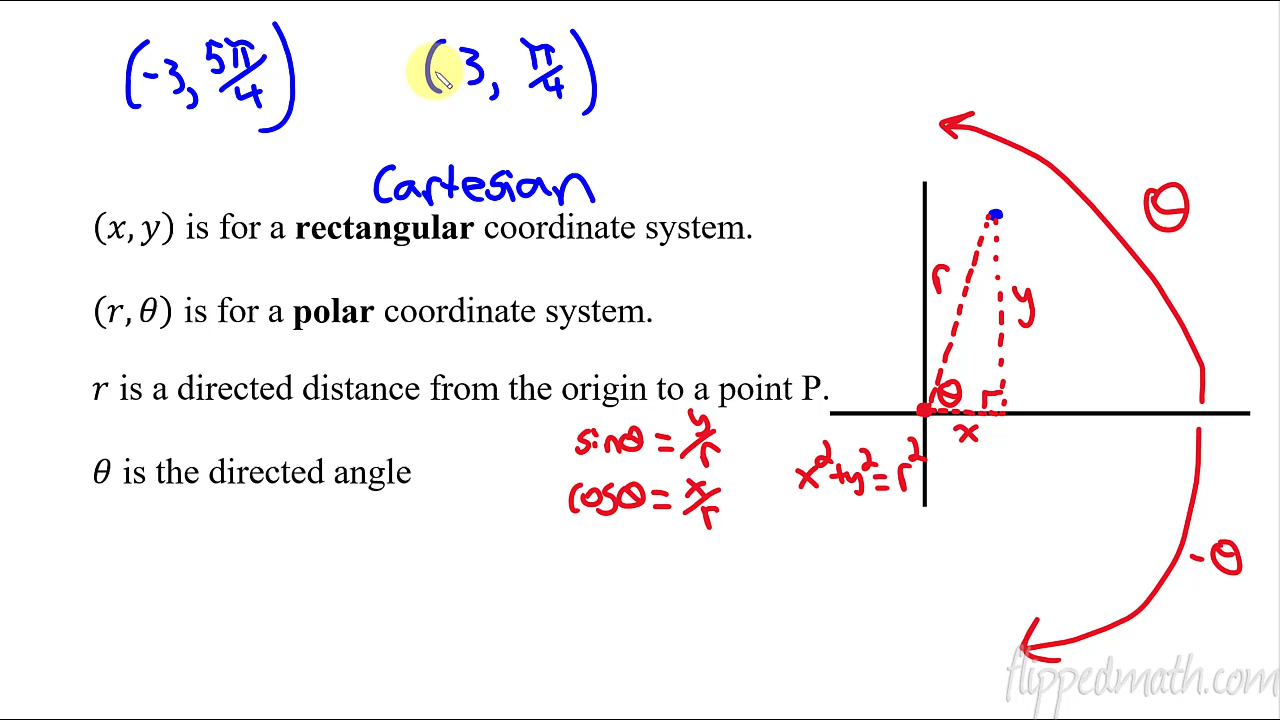 (-3, 5π/4) (3, π/4)
Cartesian
(x, y) is for a rectangular coordinate system.
(r, θ) is for a polar coordinate system.
r is a directed distance from the origin to a point P.
θ is the directed angle
sinθ = y/r
cosθ = x/r
x²+y²=r²
r
y
θ
x
θ
-θ
flippedmath.com